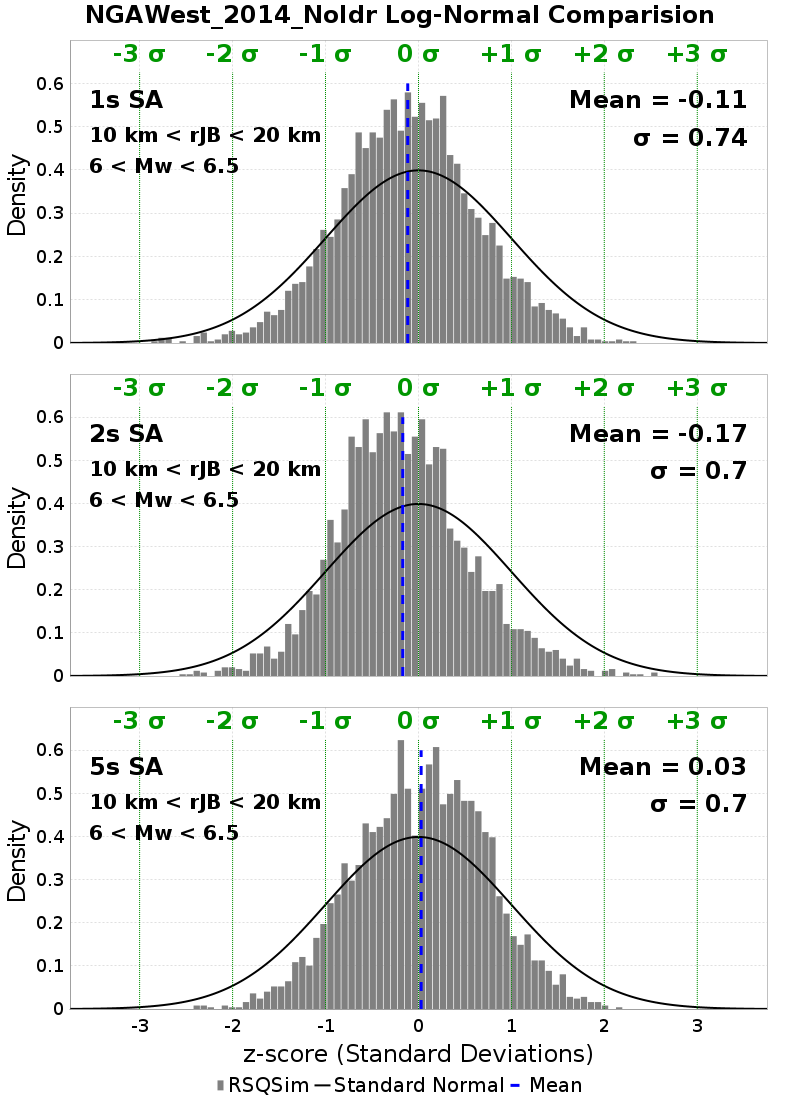 NGAWest_2014_NoIdr Log-Normal Comparision
-3 σ -2 σ -1 σ 0 σ +1 σ +2 σ +3 σ
0.6
1s SA Mean = -0.11
0.5
10 km < rJB < 20 km σ = 0.74
0.4
6 < Mw < 6.5
0.3
0.2
0.1
0
Density
-3 σ -2 σ -1 σ 0 σ +1 σ +2 σ +3 σ
0.6
2s SA Mean = -0.17
0.5
10 km < rJB < 20 km σ = 0.7
0.4
6 < Mw < 6.5
0.3
0.2
0.1
0
Density
-3 σ -2 σ -1 σ 0 σ +1 σ +2 σ +3 σ
0.6
5s SA Mean = 0.03
0.5
10 km < rJB < 20 km σ = 0.7
0.4
6 < Mw < 6.5
0.3
0.2
0.1
0
Density
-3 -2 -1 0 1 2 3
z-score (Standard Deviations)
RSQSim Standard Normal Mean